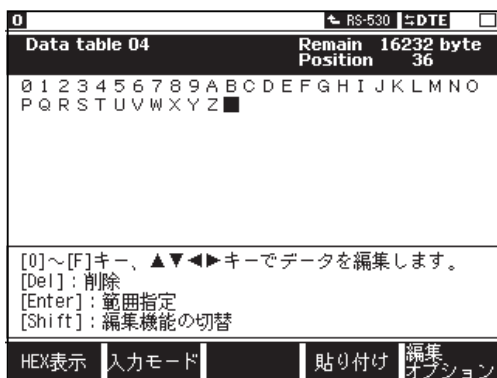 0 RS-530 DTE
Data table 04 Remain 16232 byte
Position 36
0 1 2 3 4 5 6 7 8 9 A B C D E F G H I J K L M N O
P Q R S T U V W X Y Z
[0]～[F]キー、▲▼◀▶キーでデータを編集します。
[Del]：削除
[Enter]：範囲指定
[Shift]：編集機能の切替
HEX表示 入力モード 貼り付け 編集
オプション